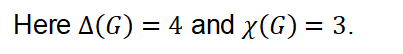 Here Δ(G) = 4 and χ(G) = 3.